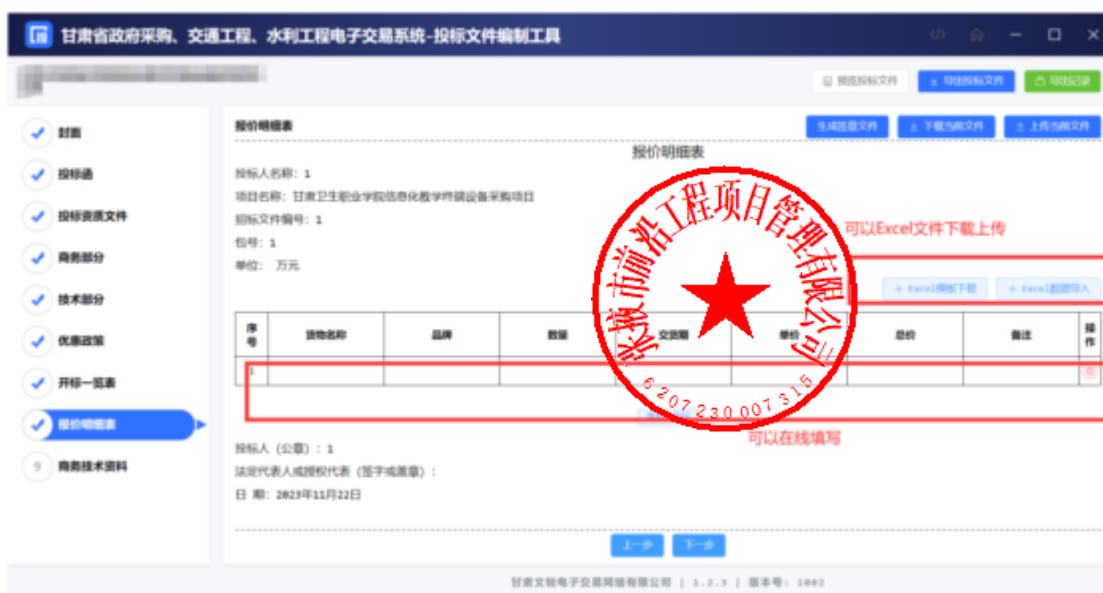 甘肃省政府采购、交通工程、水利工程电子交易系统-投标文件编制工具
预览投标文件 导出投标文件 导出记录
封面
投标函
投标资质文件
商务部分
技术部分
优惠政策
开标一览表
报价明细表
9 商务技术资料
报价明细表 生成签章文件 下载当前文件 上传当前文件
报价明细表
投标人名称: 1
项目名称: 甘肃卫生职业学院信息化教学终端设备采购项目
招标文件编号: 1
包号: 1
单位: 万元
可以Excel文件下载上传
+ Excel模板下载 + Excel数据导入
序号 货物名称 品牌 数量 交货期 单价 总价 备注 操作
1
可以在线填写
投标人 (公章) : 1
法定代表人或授权代表 (签字或盖章) :
日 期: 2023年11月22日
上一步 下一步
甘肃文锐电子交易网络有限公司 | 1.2.3 | 版本号: 1002
张掖市前沿工程项目管理有限公司
6207230007315